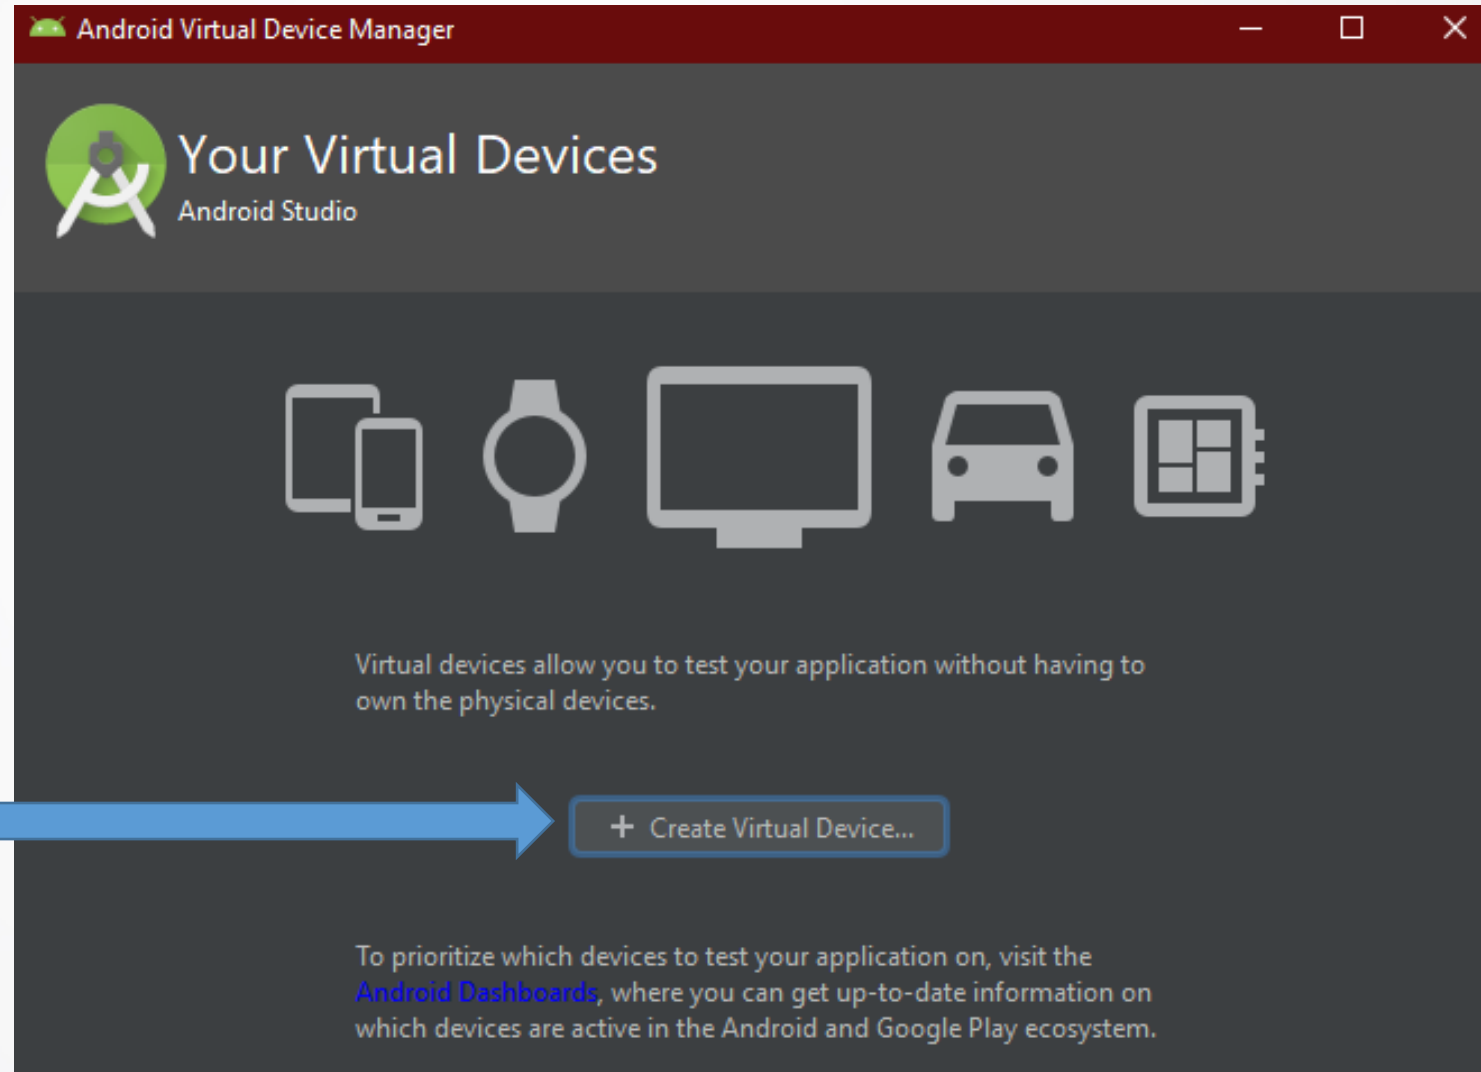 Android Virtual Device Manager
Your Virtual Devices
Android Studio
Virtual devices allow you to test your application without having to
own the physical devices.
+ Create Virtual Device...
To prioritize which devices to test your application on, visit the
Android Dashboards, where you can get up-to-date information on
which devices are active in the Android and Google Play ecosystem.